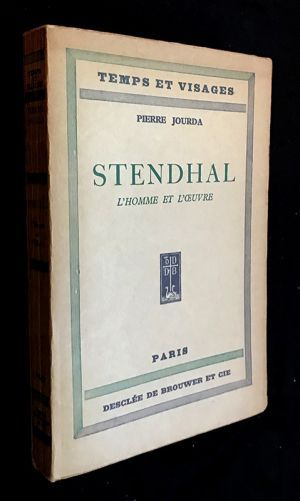 TEMPS ET VISAGES
PIERRE JOURDA
STENDHAL
L'HOMME ET L'ŒUVRE
PARIS
DESCLÉE DE BROUWER ET CIE